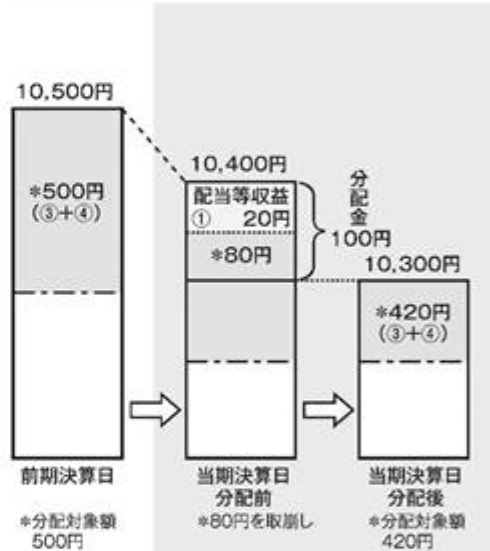 10,500円
*500円
(③+④)
10,400円
配当等収益
① 20円
*80円
分配金
100円
10,300円
*420円
(③+④)
前期決算日
*分配対象額
500円
当期決算日
分配前
*80円を取崩し
当期決算日
分配後
*分配対象額
420円